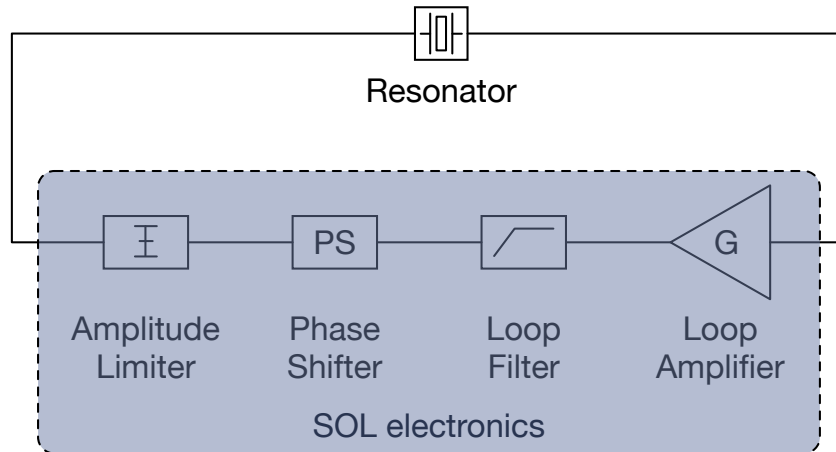 Resonator
PS
G
Amplitude
Limiter
Phase
Shifter
Loop
Filter
Loop
Amplifier
SOL electronics